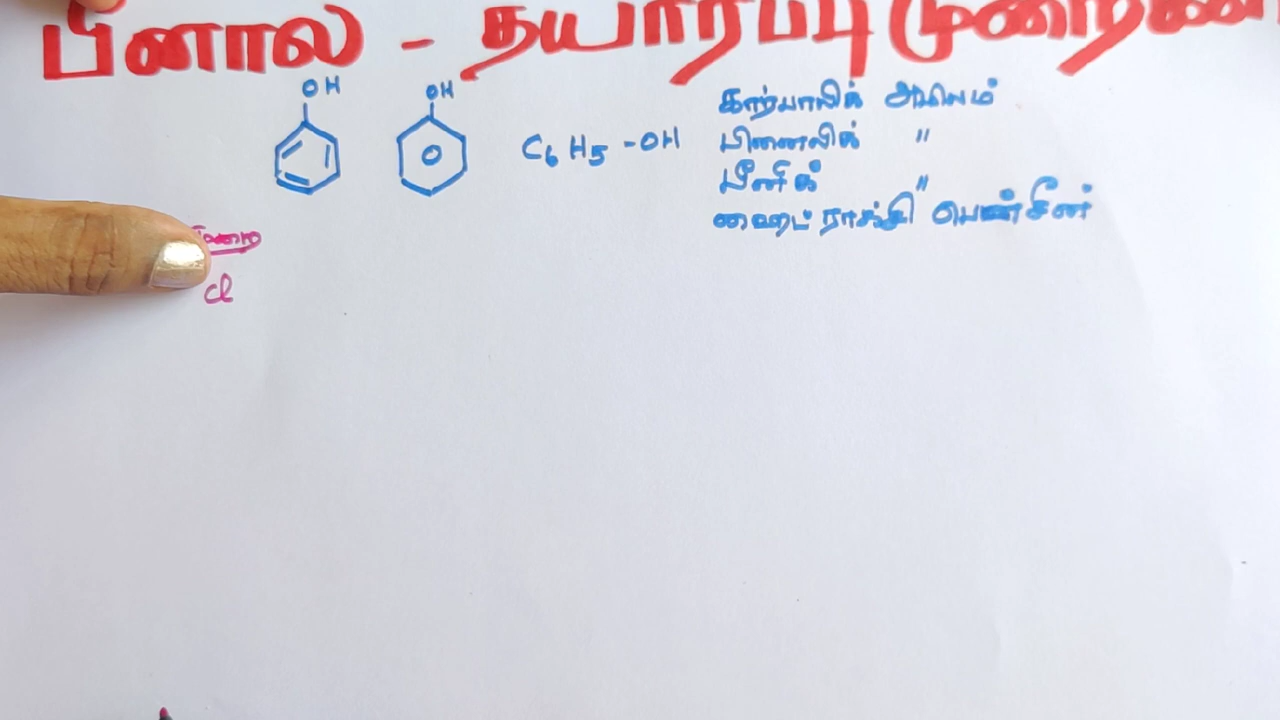 பீனால் - தயாரிப்பு முறைகள்
OH OH
C6H5-OH
கார்பாலிக் அமிலம்
பினைலிக் "
பீனிக் "
ஹைட்ராக்ஸி பென்சீன்
Cl